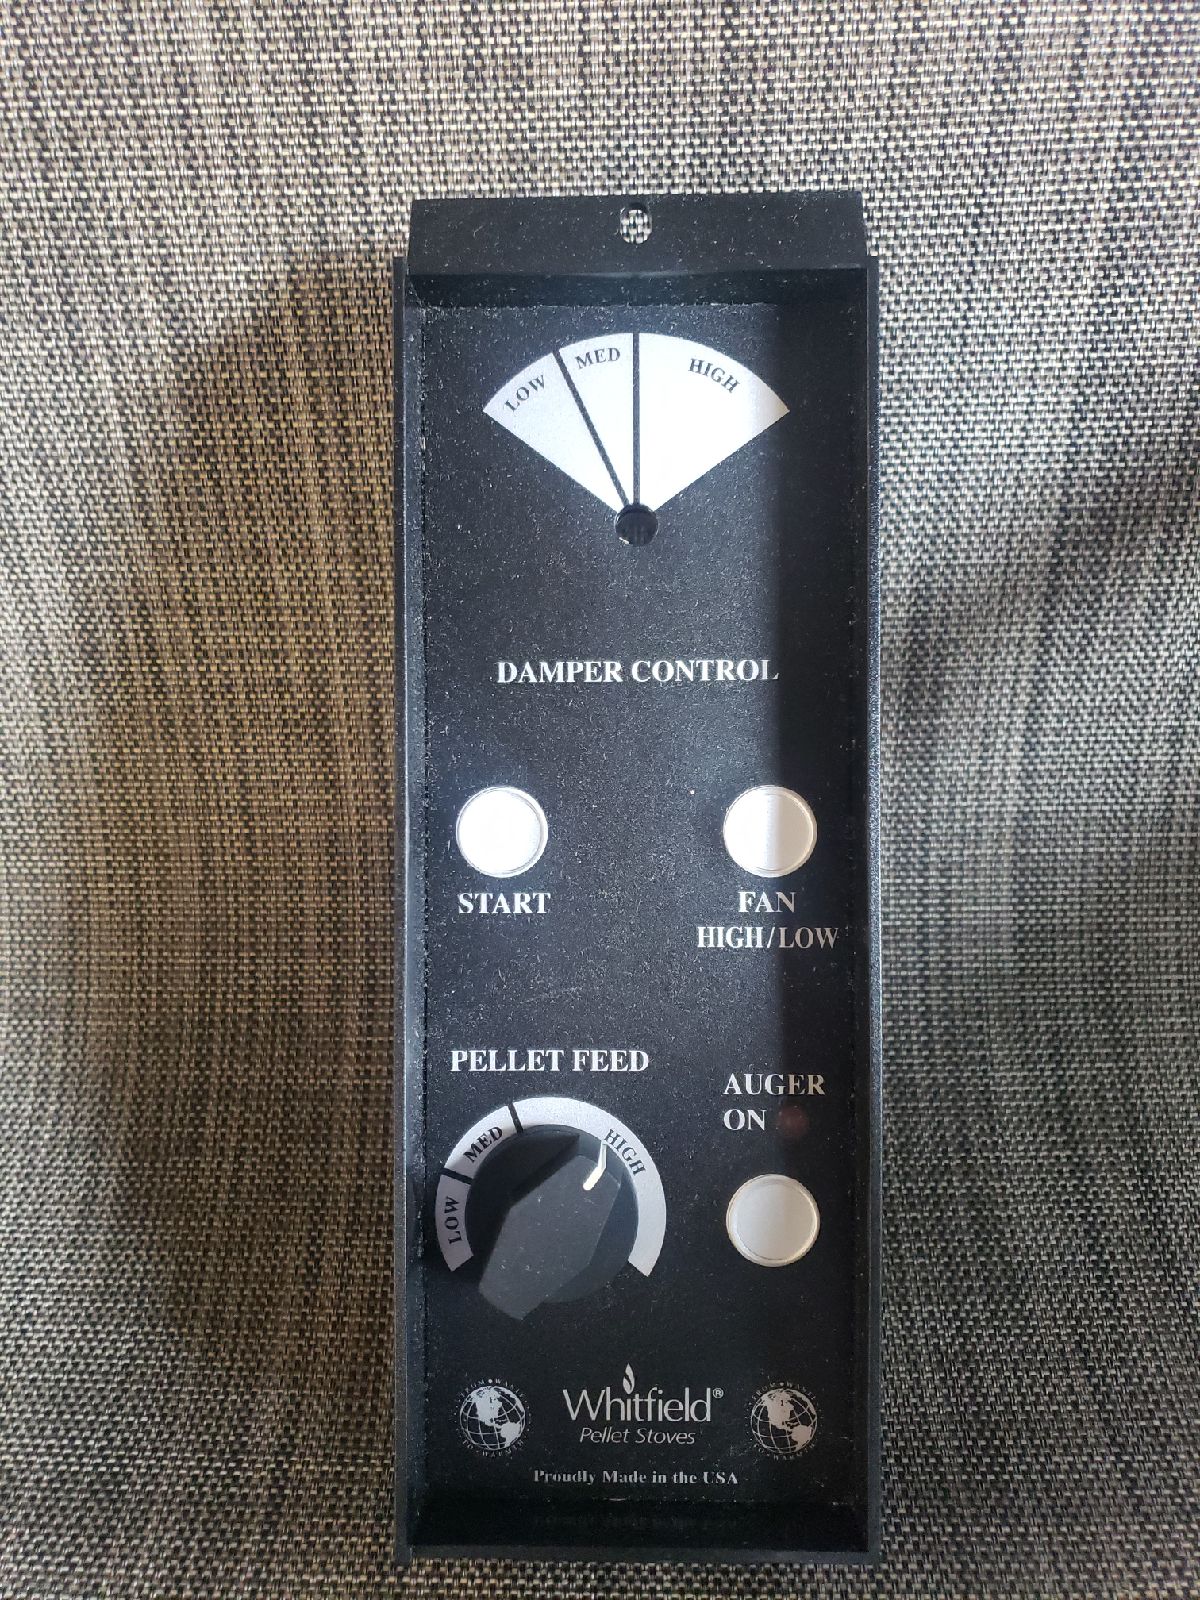 LOW MED HIGH
DAMPER CONTROL
START
FAN
HIGH/LOW
PELLET FEED
AUGER
ON
LOW MED HIGH
Whitfield®
Pellet Stoves
Proudly Made in the USA